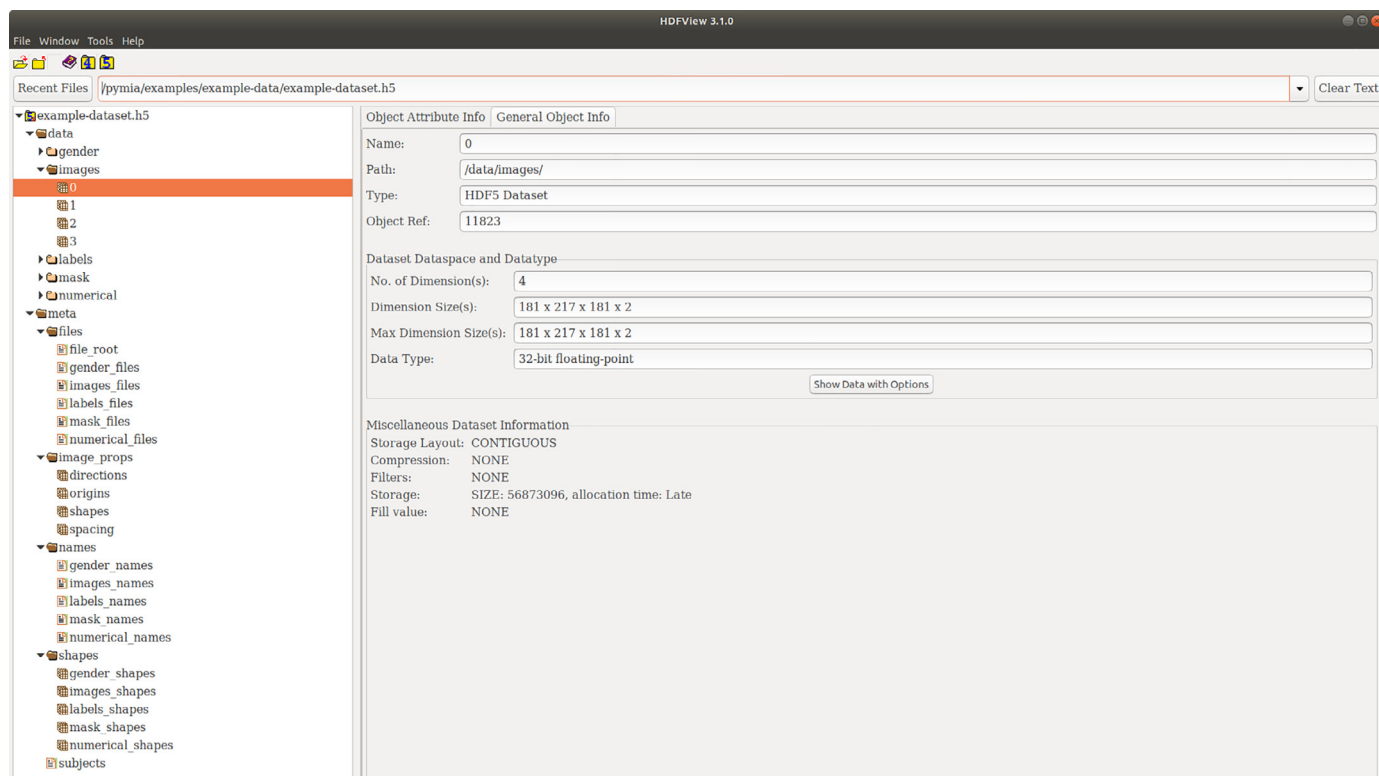 HDFView 3.1.0
File Window Tools Help
4 5
Recent Files /pymia/examples/example-data/example-dataset.h5 Clear Text
5 example-dataset.h5
data
gender
images
0
1
2
3
labels
mask
numerical
meta
files
file_root
gender_files
images_files
labels_files
mask_files
numerical_files
image_props
directions
origins
shapes
spacing
names
gender_names
images_names
labels_names
mask_names
numerical_names
shapes
gender_shapes
images_shapes
labels_shapes
mask_shapes
numerical_shapes
subjects
Object Attribute Info General Object Info
Name: 0
Path: /data/images/
Type: HDF5 Dataset
Object Ref: 11823
Dataset Dataspace and Datatype
No. of Dimension(s): 4
Dimension Size(s): 181 x 217 x 181 x 2
Max Dimension Size(s): 181 x 217 x 181 x 2
Data Type: 32-bit floating-point
Show Data with Options
Miscellaneous Dataset Information
Storage Layout: CONTIGUOUS
Compression: NONE
Filters: NONE
Storage: SIZE: 56873096, allocation time: Late
Fill value: NONE